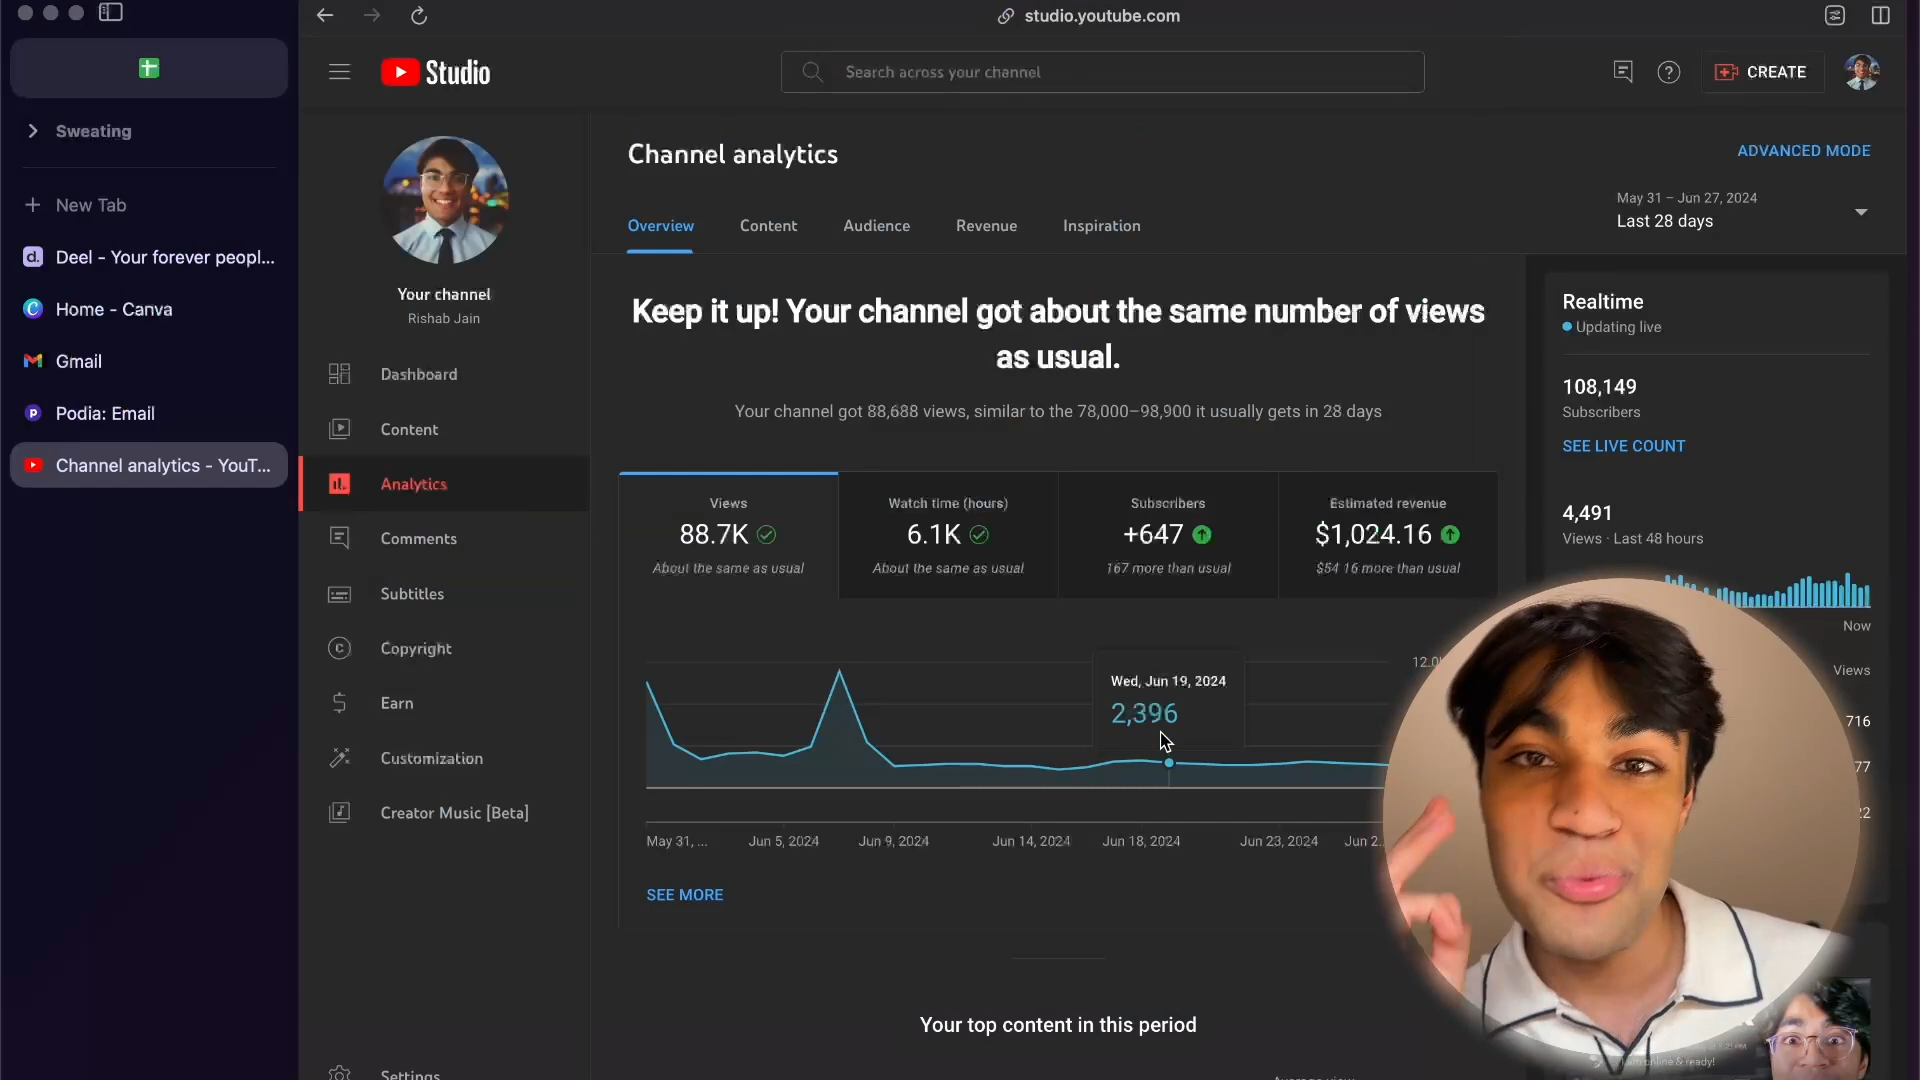 studio.youtube.com
Sweating
New Tab
Deel - Your forever peopl...
Home - Canva
Gmail
Podia: Email
Channel analytics - YouT...
Studio
Search across your channel
CREATE
Your channel
Rishab Jain
Dashboard
Content
Analytics
Comments
Subtitles
Copyright
Earn
Customization
Creator Music [Beta]
Settings
Channel analytics
ADVANCED MODE
Overview
Content
Audience
Revenue
Inspiration
May 31 – Jun 27, 2024
Last 28 days
Keep it up! Your channel got about the same number of views
as usual.
Your channel got 88,688 views, similar to the 78,000–98,900 it usually gets in 28 days
Views
88.7K
About the same as usual
Watch time (hours)
6.1K
About the same as usual
Subscribers
+647
167 more than usual
Estimated revenue
$1,024.16
$54 16 more than usual
12.0
Wed, Jun 19, 2024
2,396
May 31, ...
Jun 5, 2024
Jun 9, 2024
Jun 14, 2024
Jun 18, 2024
Jun 23, 2024
Jun 2...
SEE MORE
Your top content in this period
Realtime
Updating live
108,149
Subscribers
SEE LIVE COUNT
4,491
Views · Last 48 hours
Now
Views
716
77
22
online & ready!